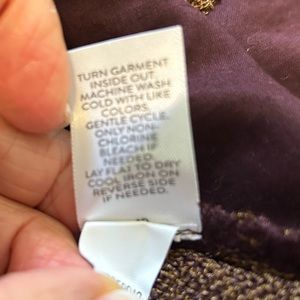 TURN GARMENT
INSIDE OUT.
MACHINE WASH
COLD WITH LIKE
COLORS.
GENTLE CYCLE.
ONLY NON-
CHLORINE
BLEACH IF
NEEDED.
LAY FLAT TO DRY
COOL IRON ON
REVERSE SIDE
IF NEEDED.